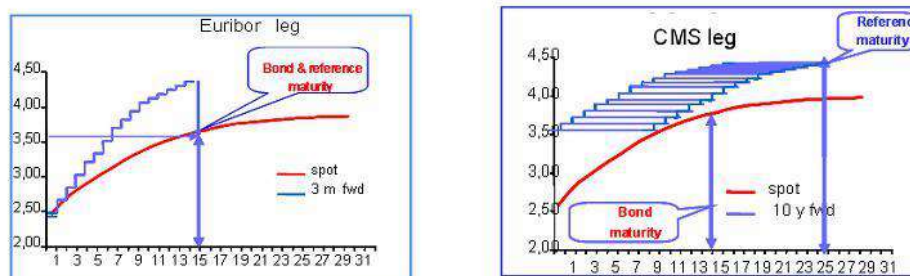 Euribor leg
Bond & reference
maturity
4,50
4,00
3,50
3,00
2,50
2,00
spot
3 m fwd
1 3 5 7 9 11 13 15 17 19 21 23 25 27 29 31
CMS leg
Referenc
maturity
4,50
4,00
3,50
3,00
2,50
2,00
spot
10 y fwd
Bond
maturity
1 3 5 7 9 11 13 15 17 19 21 23 25 27 29 31